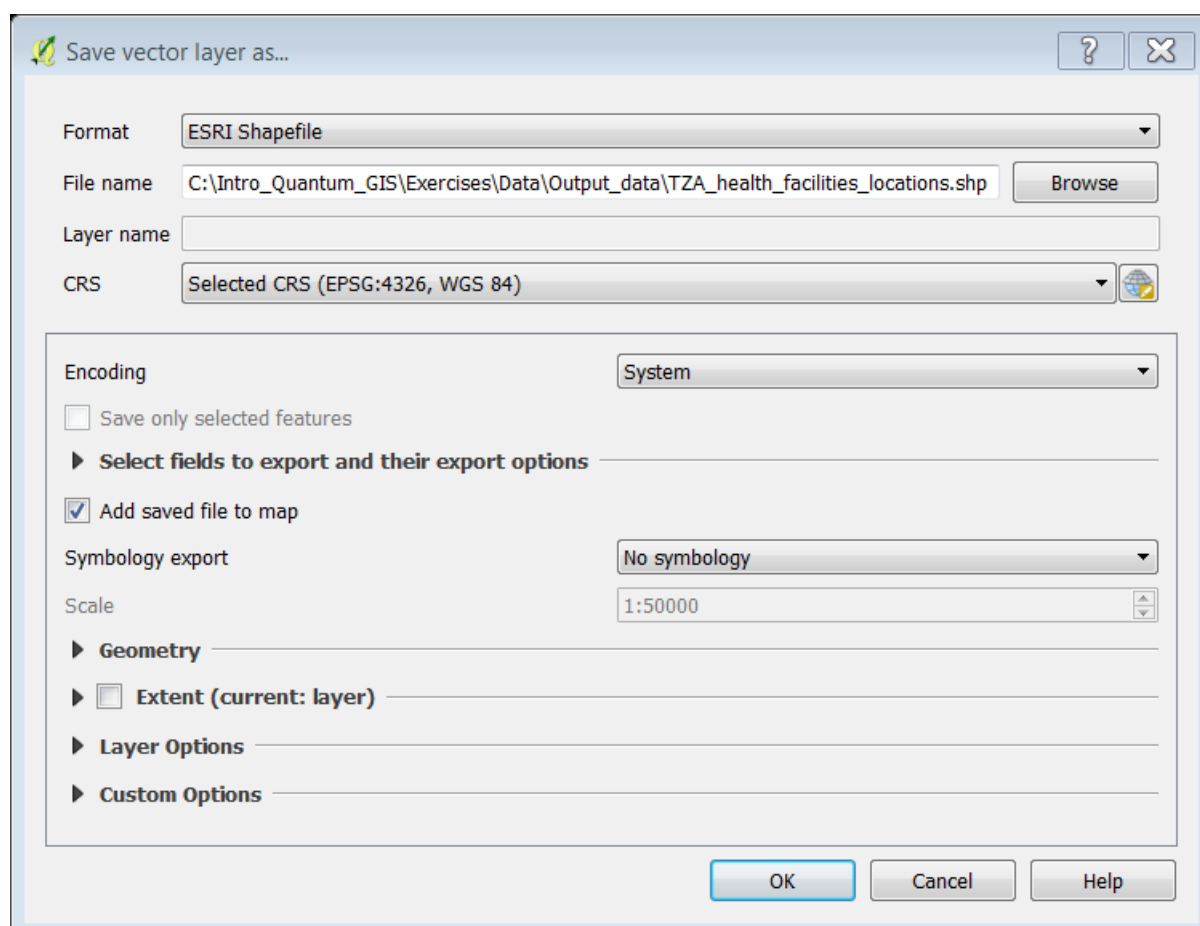 Save vector layer as...
Format ESRI Shapefile
File name C:\Intro_Quantum_GIS\Exercises\Data\Output_data\TZA_health_facilities_locations.shp Browse
Layer name
CRS Selected CRS (EPSG:4326, WGS 84)
Encoding System
Save only selected features
Select fields to export and their export options
Add saved file to map
Symbology export No symbology
Scale 1:50000
Geometry
Extent (current: layer)
Layer Options
Custom Options
OK Cancel Help